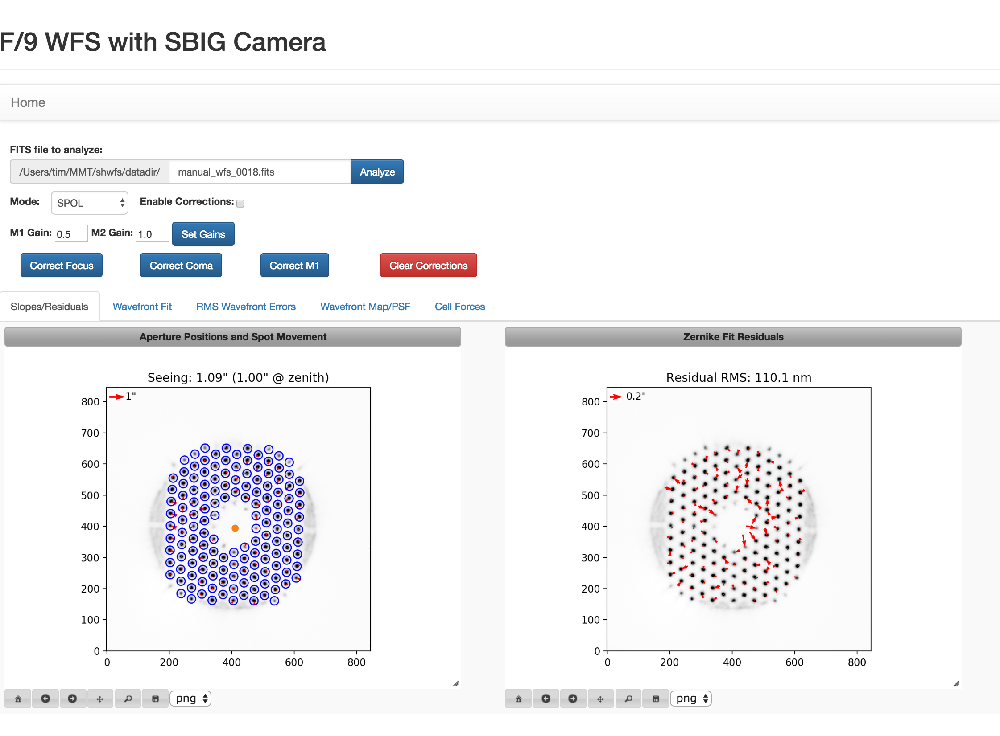 F/9 WFS with SBIG Camera
Home
FITS file to analyze:
/Users/tim/MMT/shwfs/datadir/ manual_wfs_0018.fits Analyze
Mode: SPOL Enable Corrections:
M1 Gain: 0.5 M2 Gain: 1.0 Set Gains
Correct Focus Correct Coma Correct M1 Clear Corrections
Slopes/Residuals Wavefront Fit RMS Wavefront Errors Wavefront Map/PSF Cell Forces
Aperture Positions and Spot Movement
Seeing: 1.09" (1.00" @ zenith)
1"
800
700
600
500
400
300
200
100
0
0 200 400 600 800
png
Zernike Fit Residuals
Residual RMS: 110.1 nm
0.2"
800
700
600
500
400
300
200
100
0
0 200 400 600 800
png